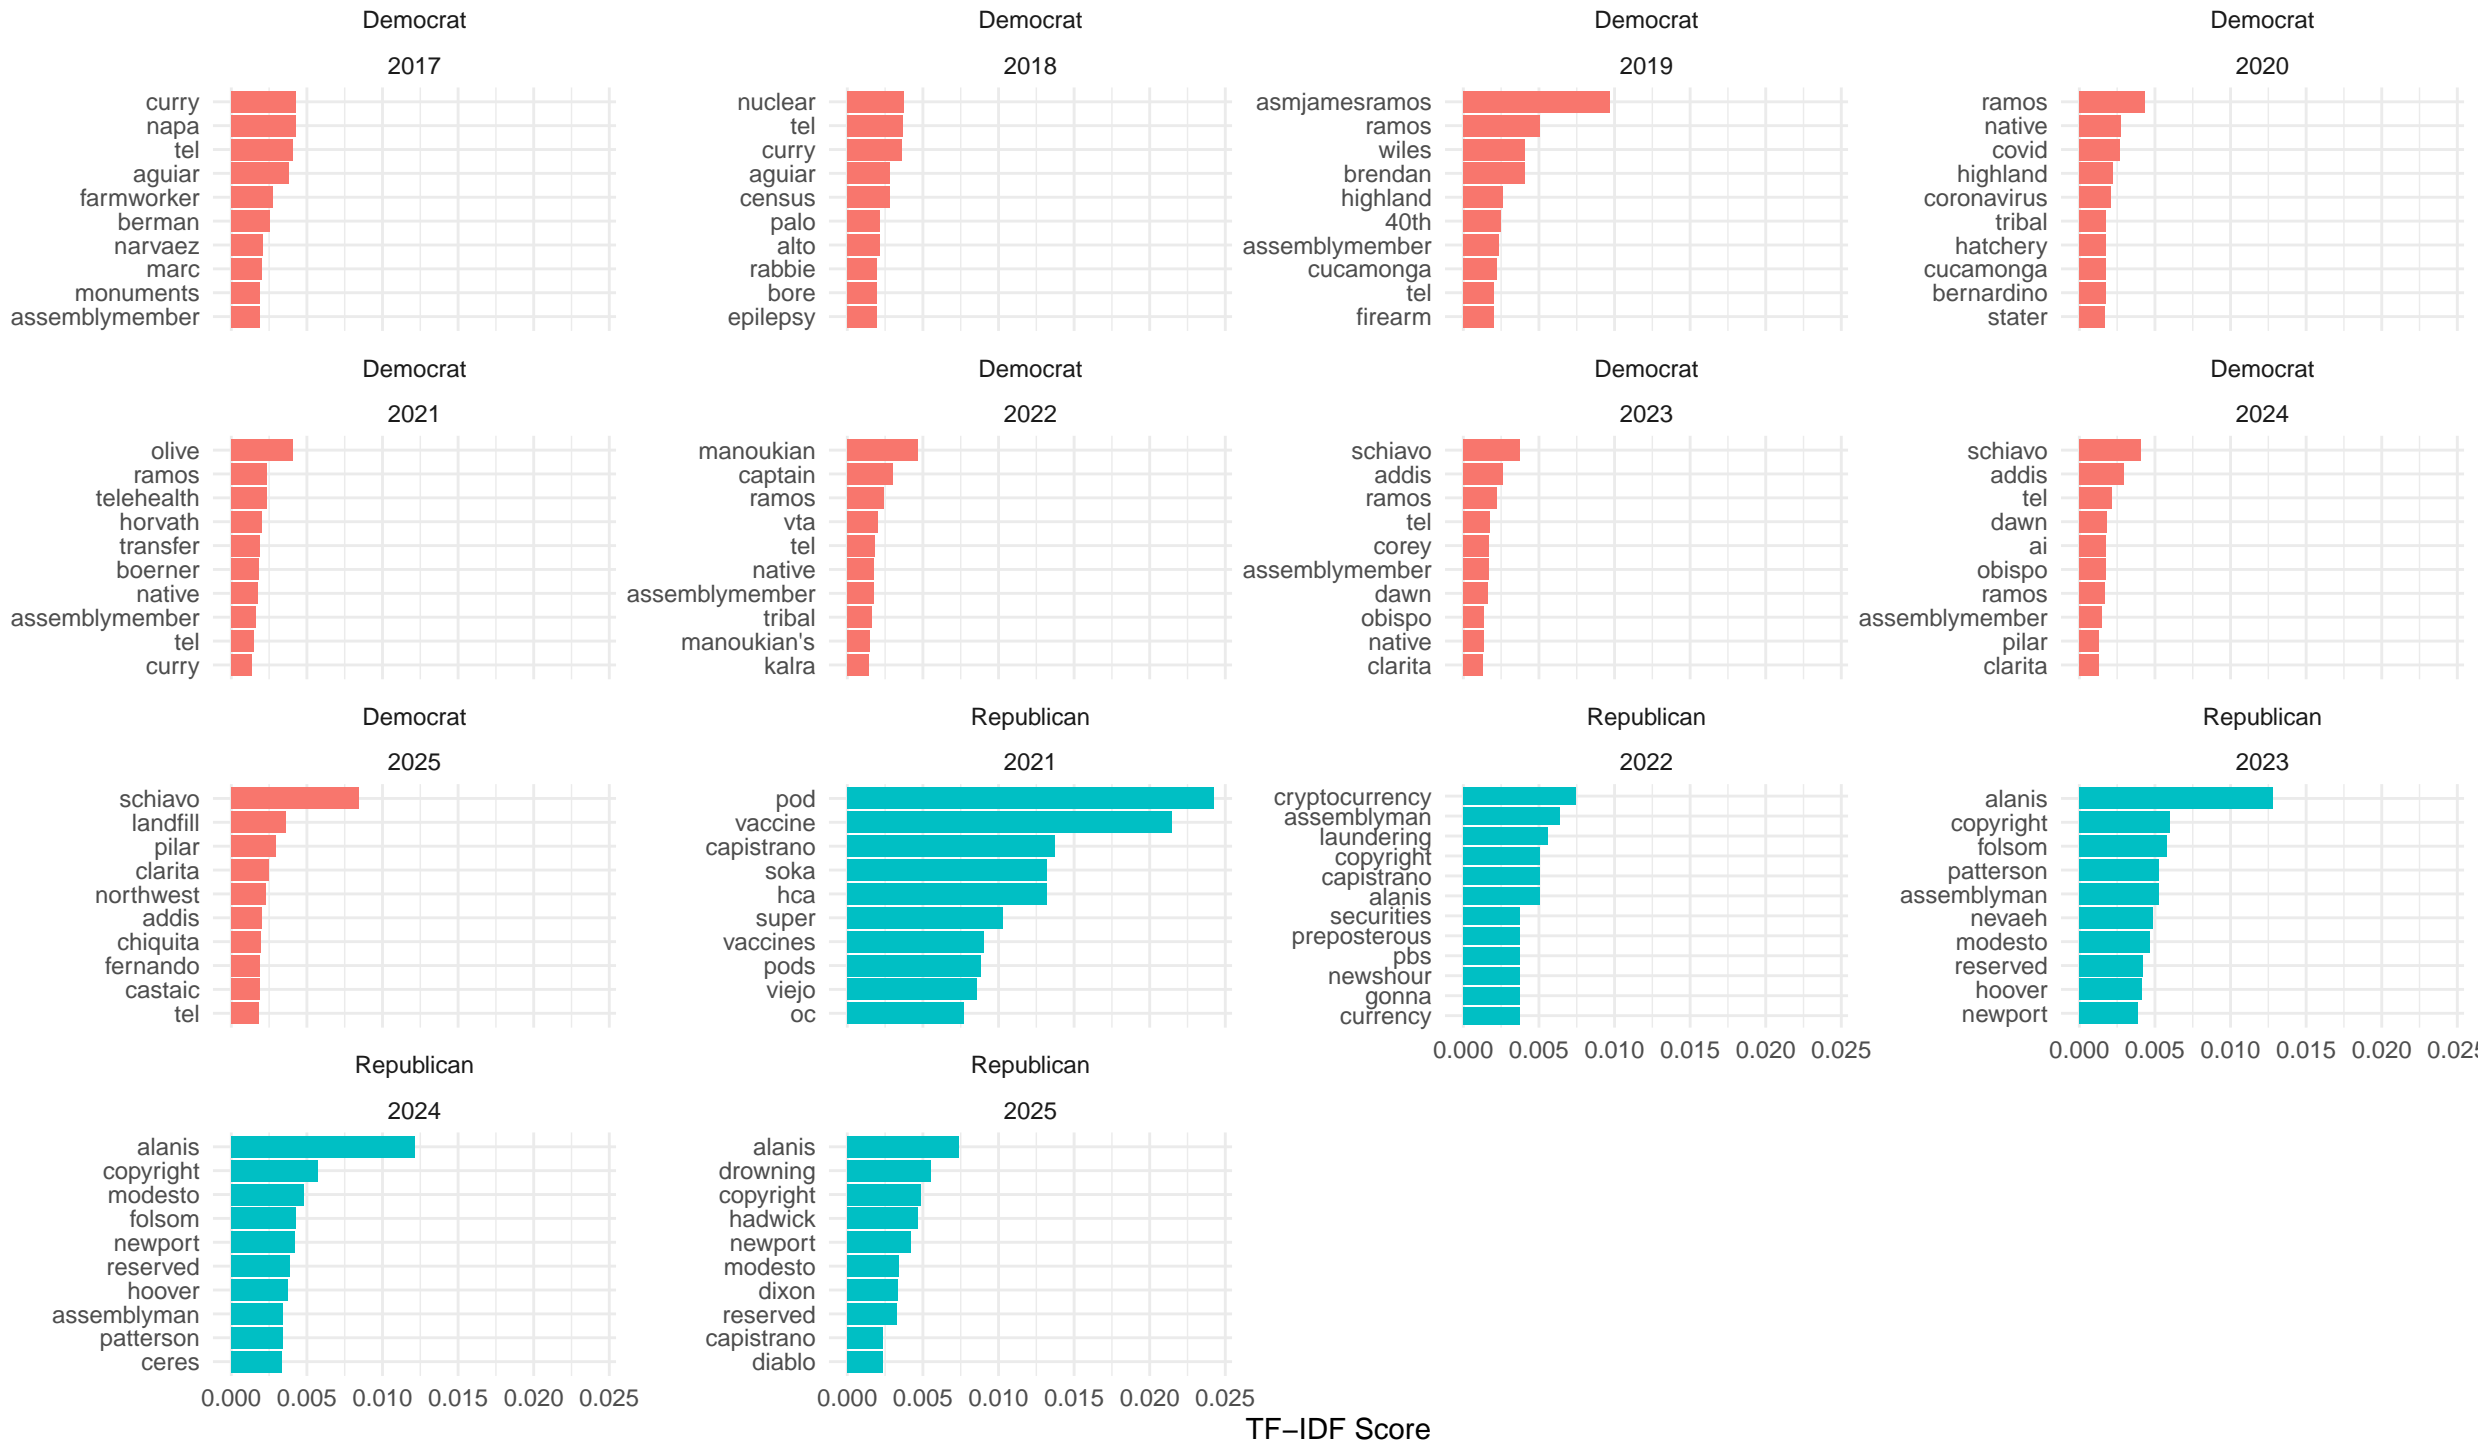 Democrat
2017
curry
napa
tel
aguiar
farmworker
berman
narvaez
marc
monuments
assemblymember
Democrat
2018
nuclear
tel
curry
aguiar
census
palo
alto
rabbie
bore
epilepsy
Democrat
2019
asmjamesramos
ramos
wiles
brendan
highland
40th
assemblymember
cucamonga
tel
firearm
Democrat
2020
ramos
native
covid
highland
coronavirus
tribal
hatchery
cucamonga
bernardino
stater
Democrat
2021
olive
ramos
telehealth
horvath
transfer
boerner
native
assemblymember
tel
curry
Democrat
2022
manoukian
captain
ramos
vta
tel
native
assemblymember
tribal
manoukian's
kalra
Democrat
2023
schiavo
addis
ramos
tel
corey
assemblymember
dawn
obispo
native
clarita
Democrat
2024
schiavo
addis
tel
dawn
ai
obispo
ramos
assemblymember
pilar
clarita
Democrat
2025
schiavo
landfill
pilar
clarita
northwest
addis
chiquita
fernando
castaic
tel
Republican
2021
pod
vaccine
capistrano
soka
hca
super
vaccines
pods
viejo
oc
Republican
2022
cryptocurrency
assemblyman
laundering
copyright
capistrano
alanis
securities
preposterous
pbs
newshour
gonna
currency
0.000 0.005 0.010 0.015 0.020 0.025
Republican
2023
alanis
copyright
folsom
patterson
assemblyman
nevaeh
modesto
reserved
hoover
newport
0.000 0.005 0.010 0.015 0.020 0.025
Republican
2024
alanis
copyright
modesto
folsom
newport
reserved
hoover
assemblyman
patterson
ceres
0.000 0.005 0.010 0.015 0.020 0.025
Republican
2025
alanis
drowning
copyright
hadwick
newport
modesto
dixon
reserved
capistrano
diablo
0.000 0.005 0.010 0.015 0.020 0.025
TF−IDF Score